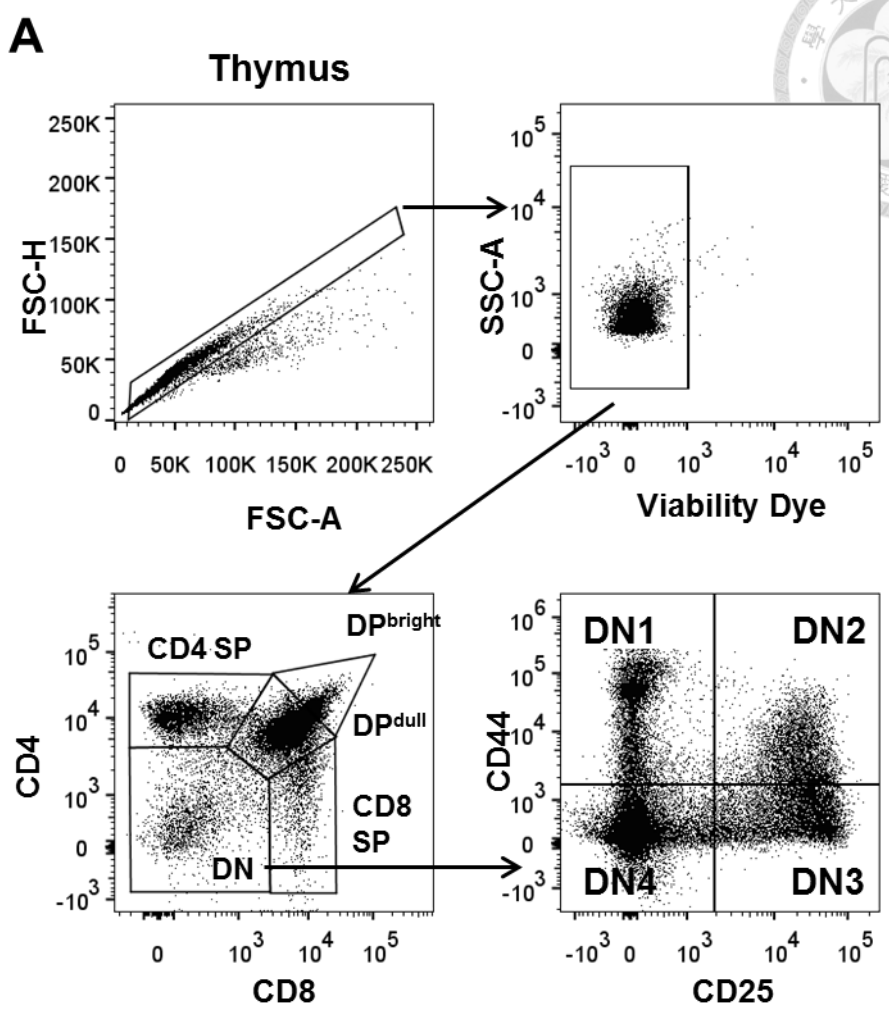 A
Thymus
250K
200K
150K
100K
50K
0
FSC-H
0 50K 100K 150K 200K 250K
FSC-A
10^5
10^4
10^3
0
-10^3
SSC-A
-10^3 0 10^3 10^4 10^5
Viability Dye
10^5
10^4
10^3
0
-10^3
CD4
CD4 SP
DP^bright
DP^dull
CD8
SP
DN
0 10^3 10^4 10^5
CD8
10^6
10^5
10^4
10^3
0
-10^3
CD44
DN1
DN2
DN4
DN3
-10^3 0 10^3 10^4 10^5
CD25
學